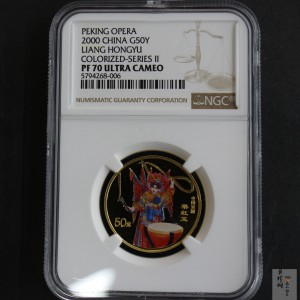 PEKING OPERA
2000 CHINA G50Y
LIANG HONGYU
COLORIZED-SERIES II
PF 70 ULTRA CAMEO
5794268-006
NUMISMATIC GUARANTY CORPORATION
NGC
50元
梁红玉